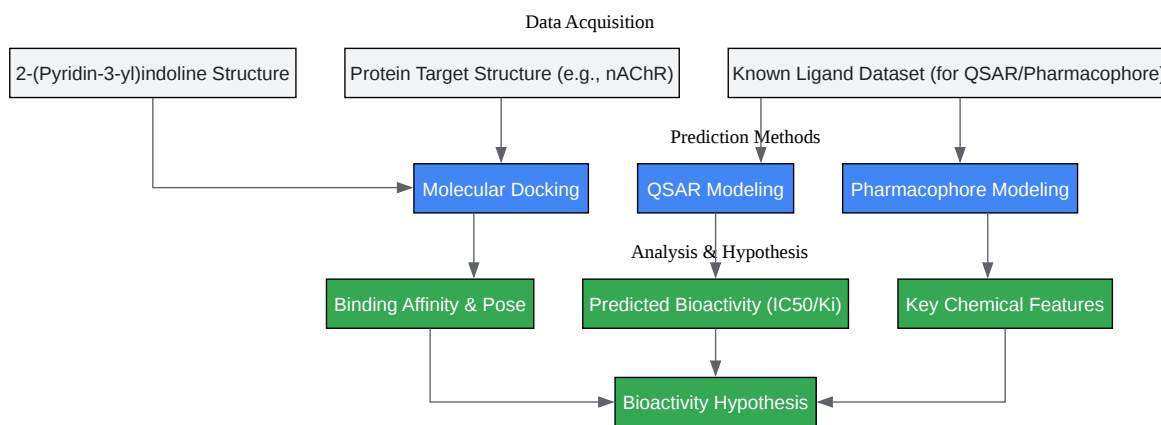 Data Acquisition
2-(Pyridin-3-yl)indoline Structure
Protein Target Structure (e.g., nAChR)
Known Ligand Dataset (for QSAR/Pharmacophore)
Prediction Methods
Molecular Docking
QSAR Modeling
Pharmacophore Modeling
Analysis & Hypothesis
Binding Affinity & Pose
Predicted Bioactivity (IC50/Ki)
Key Chemical Features
Bioactivity Hypothesis